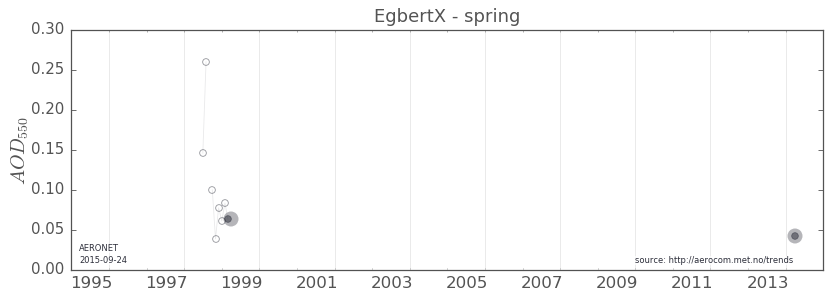 EgbertX - spring
0.30
0.25
0.20
0.15
0.10
0.05
0.00
AOD550
AERONET
2015-09-24
source: http://aerocom.met.no/trends
1995 1997 1999 2001 2003 2005 2007 2009 2011 2013